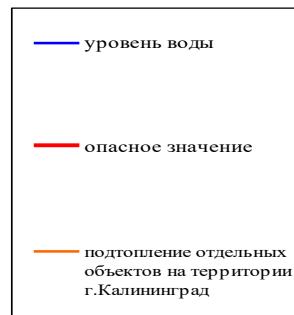 уровень воды
опасное значение
подтопление отдельных
объектов на территории
г.Калининград